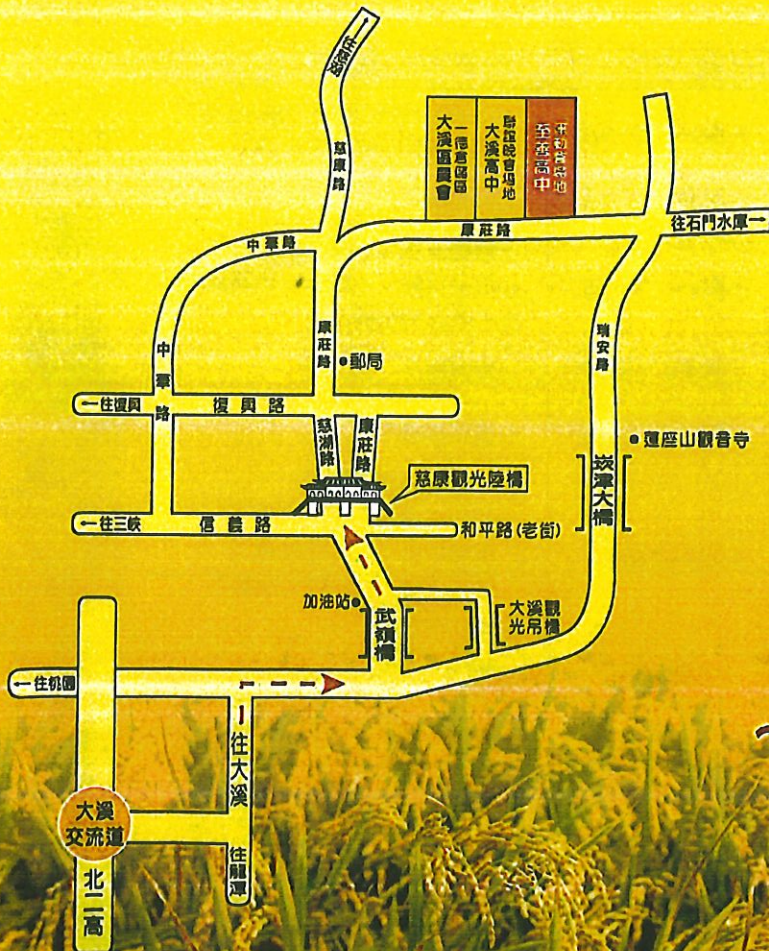 ←往慈湖
慈康路
大溪區農會
一德倉區
大溪高中
聯誼晚會場地
至善高中
中華路
康莊路
往石門水庫→
中華路
康莊路
郵局
瑞安路
←往復興
復興路
慈湖路
康莊路
蓮座山觀音寺
慈康觀光陸橋
崁津大橋
←往三峽
信義路
和平路(老街)
加油站
武嶺橋
大溪觀
光吊橋
←往桃園
往大溪
大溪
交流道
往龍潭
北二高